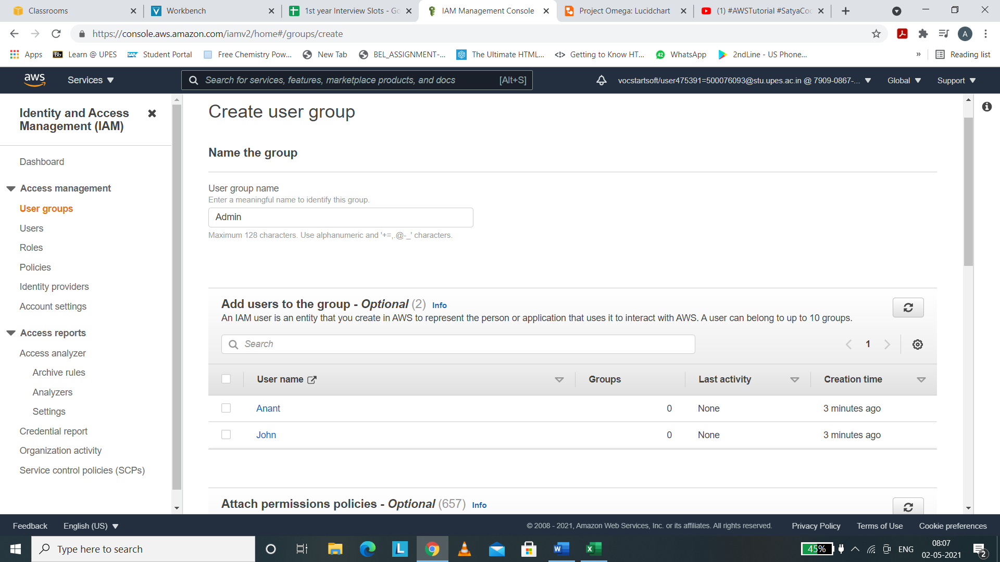 Classrooms
Workbench
1st year Interview Slots - Go
IAM Management Console
Project Omega: Lucidchart
(1) #AWSTutorial #SatyaCo
https://console.aws.amazon.com/iamv2/home#/groups/create
A
Apps
Bb Learn @ UPES
SAP Student Portal
Free Chemistry Pow...
New Tab
BEL_ASSIGNMENT-...
The Ultimate HTML...
Getting to Know HT...
42 WhatsApp
2ndLine - US Phone...
»
Reading list
aws
Services
Search for services, features, marketplace products, and docs [Alt+S]
vocstartsoft/user475391=500076093@stu.upes.ac.in @ 7909-0867-...
Global
Support
Identity and Access
Management (IAM)
Dashboard
Access management
User groups
Users
Roles
Policies
Identity providers
Account settings
Access reports
Access analyzer
Archive rules
Analyzers
Settings
Credential report
Organization activity
Service control policies (SCPs)
Create user group
Name the group
User group name
Enter a meaningful name to identify this group.
Admin
Maximum 128 characters. Use alphanumeric and '+=,.@-_' characters.
Add users to the group - Optional (2) Info
An IAM user is an entity that you create in AWS to represent the person or application that uses it to interact with AWS. A user can belong to up to 10 groups.
Search
1
User name Groups Last activity Creation time
Anant 0 None 3 minutes ago
John 0 None 3 minutes ago
Attach permissions policies - Optional (657) Info
Feedback
English (US)
© 2008 - 2021, Amazon Web Services, Inc. or its affiliates. All rights reserved.
Privacy Policy
Terms of Use
Cookie preferences
Type here to search
L
W
X
45%
ENG
08:07
02-05-2021
2